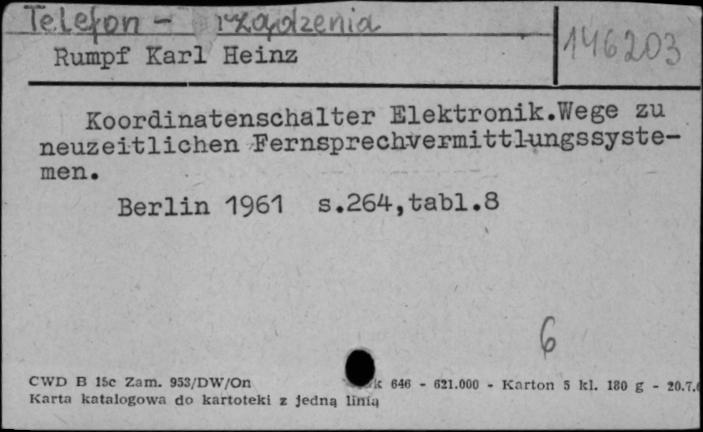 Telefon - rządzenia
146203
Rumpf Karl Heinz
Koordinatenschalter Elektronik.Wege zu
neuzeitlichen Fernsprechvermittlungssyste-
men.
Berlin 1961 s.264,tabl.8
6
CWD B 15c Zam. 953/DW/On k 646 - 621.000 - Karton 5 kl. 180 g - 20.7.
Karta katalogowa do kartoteki z jedną linią